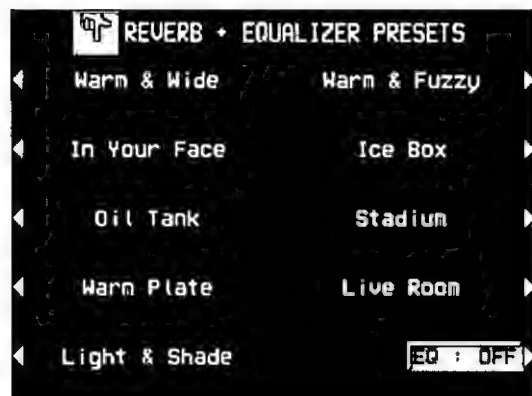 REVERB + EQUALIZER PRESETS
Warm & Wide Warm & Fuzzy
In Your Face Ice Box
Oil Tank Stadium
Warm Plate Live Room
Light & Shade EQ : OFF